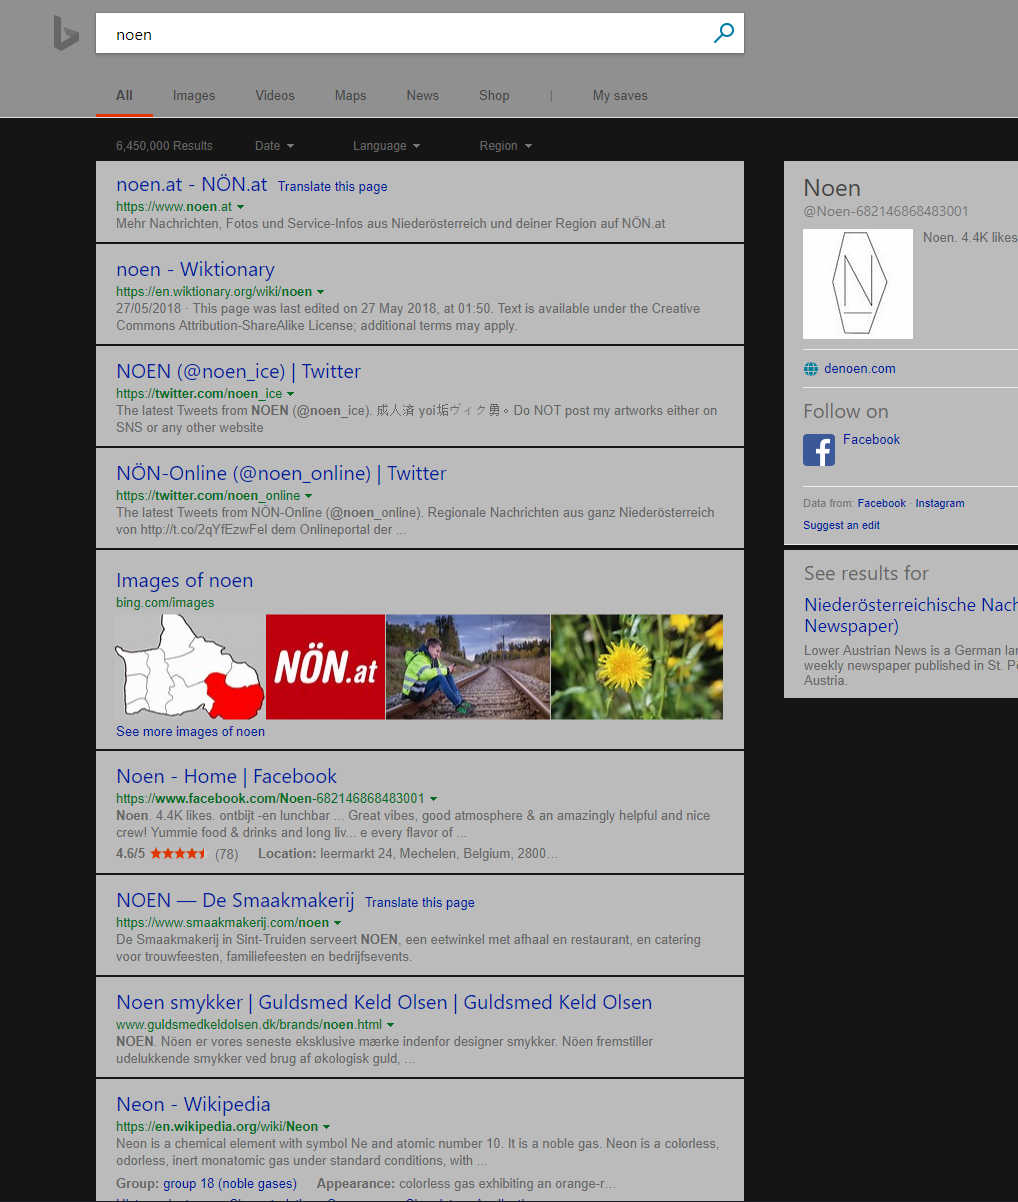 noen
All Images Videos Maps News Shop | My saves
6,450,000 Results Date Language Region
noen.at - NÖN.at Translate this page
https://www.noen.at
Mehr Nachrichten, Fotos und Service-Infos aus Niederösterreich und deiner Region auf NÖN.at
noen - Wiktionary
https://en.wiktionary.org/wiki/noen
27/05/2018 · This page was last edited on 27 May 2018, at 01:50. Text is available under the Creative
Commons Attribution-ShareAlike License; additional terms may apply.
NOEN (@noen_ice) | Twitter
https://twitter.com/noen_ice
The latest Tweets from NOEN (@noen_ice). 成人済 yoi垢ヴィク勇。Do NOT post my artworks either on
SNS or any other website
NÖN-Online (@noen_online) | Twitter
https://twitter.com/noen_online
The latest Tweets from NÖN-Online (@noen_online). Regionale Nachrichten aus ganz Niederösterreich
von http://t.co/2qYfEzwFeI dem Onlineportal der ...
Images of noen
bing.com/images
NÖN.at
See more images of noen
Noen - Home | Facebook
https://www.facebook.com/Noen-682146868483001
Noen. 4.4K likes. ontbijt -en lunchbar ... Great vibes, good atmosphere & an amazingly helpful and nice
crew! Yummie food & drinks and long liv... e every flavor of ...
4.6/5 (78) Location: leermarkt 24, Mechelen, Belgium, 2800...
NOEN — De Smaakmakerij Translate this page
https://www.smaakmakerij.com/noen
De Smaakmakerij in Sint-Truiden serveert NOEN, een eetwinkel met afhaal en restaurant, en catering
voor trouwfeesten, familiefeesten en bedrijfsevents.
Noen smykker | Guldsmed Keld Olsen | Guldsmed Keld Olsen
www.guldsmedkeldolsen.dk/brands/noen.html
NOEN. Nöen er vores seneste eksklusive mærke indenfor designer smykker. Nöen fremstiller
udelukkende smykker ved brug af økologisk guld, ...
Neon - Wikipedia
https://en.wikipedia.org/wiki/Neon
Neon is a chemical element with symbol Ne and atomic number 10. It is a noble gas. Neon is a colorless,
odorless, inert monatomic gas under standard conditions, with ...
Group: group 18 (noble gases) Appearance: colorless gas exhibiting an orange-r...
Noen
@Noen-682146868483001
N
Noen. 4.4K likes
denoen.com
Follow on
Facebook
Data from: Facebook · Instagram
Suggest an edit
See results for
Niederösterreichische Nach
Newspaper)
Lower Austrian News is a German lan
weekly newspaper published in St. Pö
Austria.